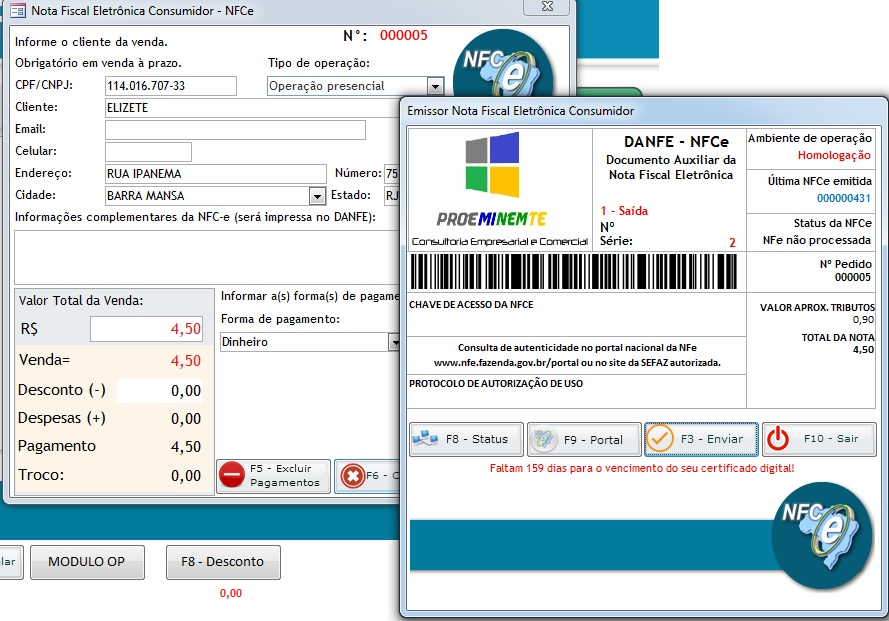 Nota Fiscal Eletrônica Consumidor - NFCe
Informe o cliente da venda.
N°: 000005
Obrigatório em venda à prazo.
Tipo de operação:
CPF/CNPJ: 114.016.707-33
Operação presencial
NFC e
Cliente: ELIZETE
Email:
Celular:
Endereço: RUA IPANEMA
Número: 75
Cidade: BARRA MANSA
Estado: RJ
Informações complementares da NFC-e (será impressa no DANFE):
Valor Total da Venda:
R$ 4,50
Venda= 4,50
Desconto (-) 0,00
Despesas (+) 0,00
Pagamento 4,50
Troco: 0,00
Informar a(s) forma(s) de pagame
Forma de pagamento:
Dinheiro
F5 - Excluir
Pagamentos
F6 - C
lar
MODULO OP
F8 - Desconto
0,00
Emissor Nota Fiscal Eletrônica Consumidor
PROEMINEMTE
Consultoria Empresarial e Comercial
DANFE - NFCe
Documento Auxiliar da
Nota Fiscal Eletrônica
1 - Saída
Nº
Série: 2
Ambiente de operação
Homologação
Última NFCe emitida
000000431
Status da NFCe
NFe não processada
Nº Pedido
000005
CHAVE DE ACESSO DA NFCE
VALOR APROX. TRIBUTOS
0,90
TOTAL DA NOTA
4,50
Consulta de autenticidade no portal nacional da NFe
www.nfe.fazenda.gov.br/portal ou no site da SEFAZ autorizada.
PROTOCOLO DE AUTORIZAÇÃO DE USO
F8 - Status
F9 - Portal
F3 - Enviar
F10 - Sair
Faltam 159 dias para o vencimento do seu certificado digital!
NFC e